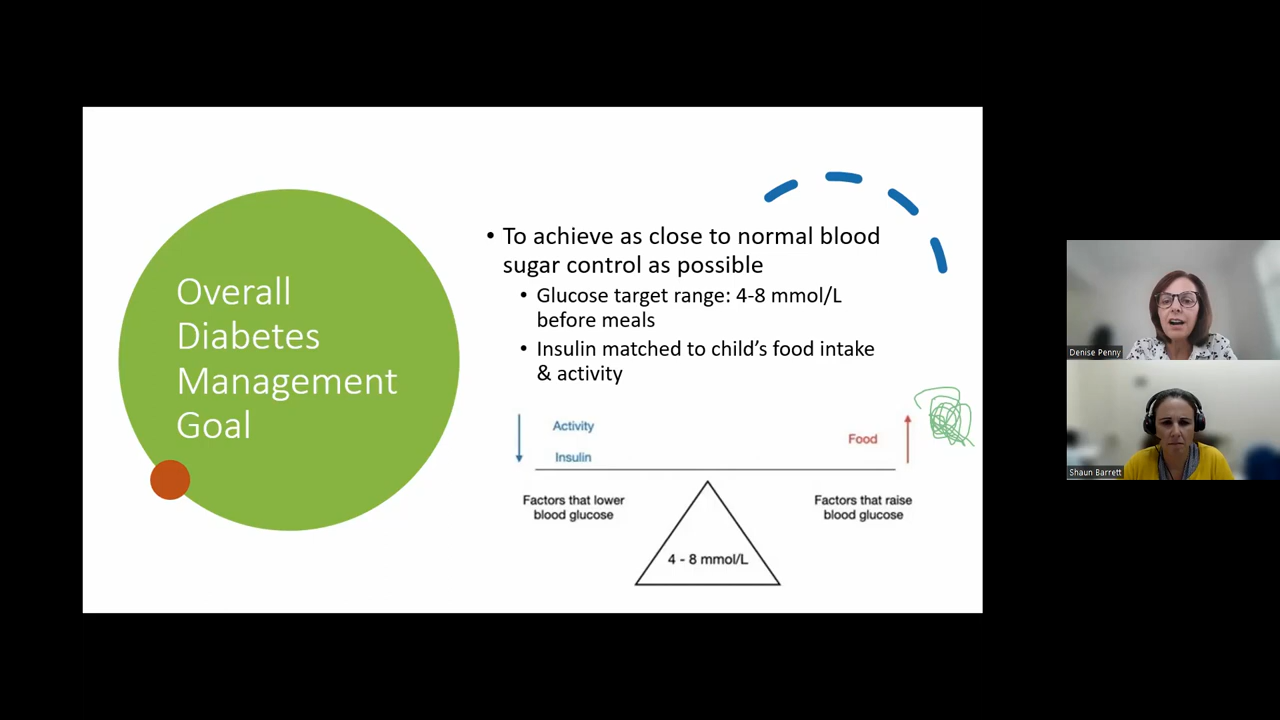 Overall
Diabetes
Management
Goal
• To achieve as close to normal blood
sugar control as possible
• Glucose target range: 4-8 mmol/L
before meals
• Insulin matched to child’s food intake
& activity
Activity
Insulin
Food
Factors that lower
blood glucose
Factors that raise
blood glucose
4 - 8 mmol/L
Denise Penny
Shaun Barrett